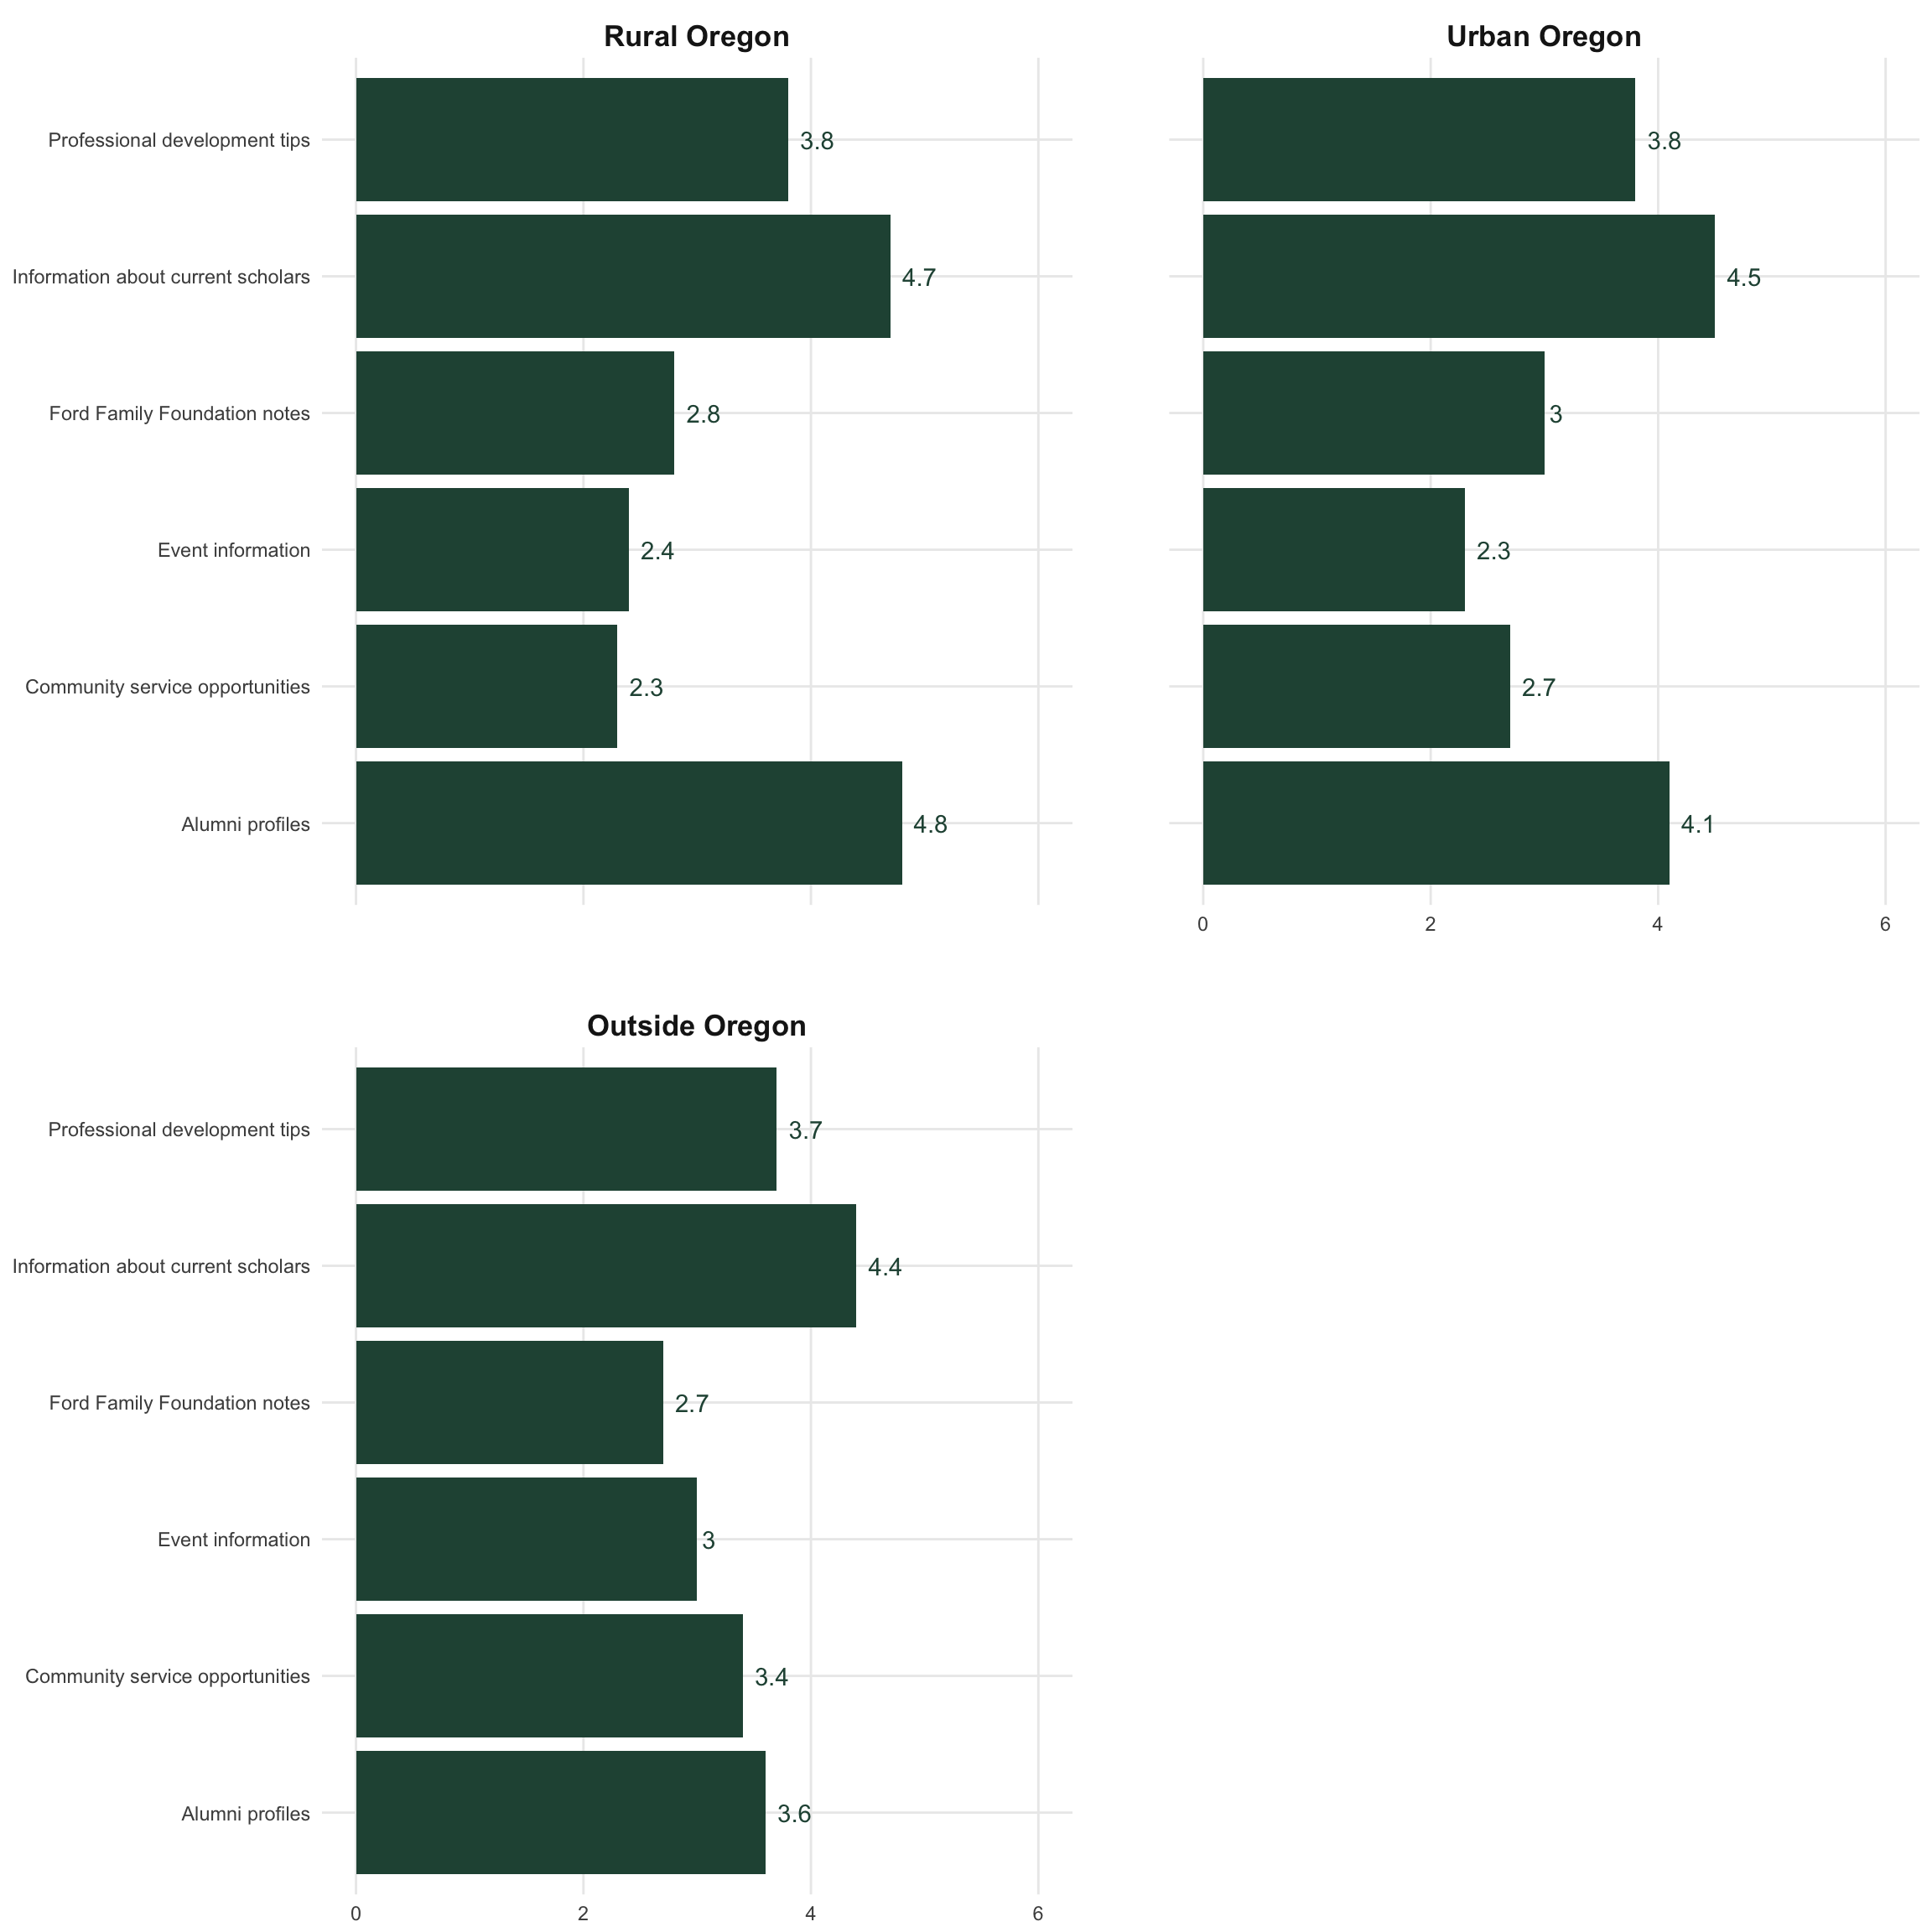 Rural Oregon
Professional development tips 3.8
Information about current scholars 4.7
Ford Family Foundation notes 2.8
Event information 2.4
Community service opportunities 2.3
Alumni profiles 4.8
Urban Oregon
3.8
4.5
3
2.3
2.7
4.1
0 2 4 6
Outside Oregon
Professional development tips 3.7
Information about current scholars 4.4
Ford Family Foundation notes 2.7
Event information 3
Community service opportunities 3.4
Alumni profiles 3.6
0 2 4 6